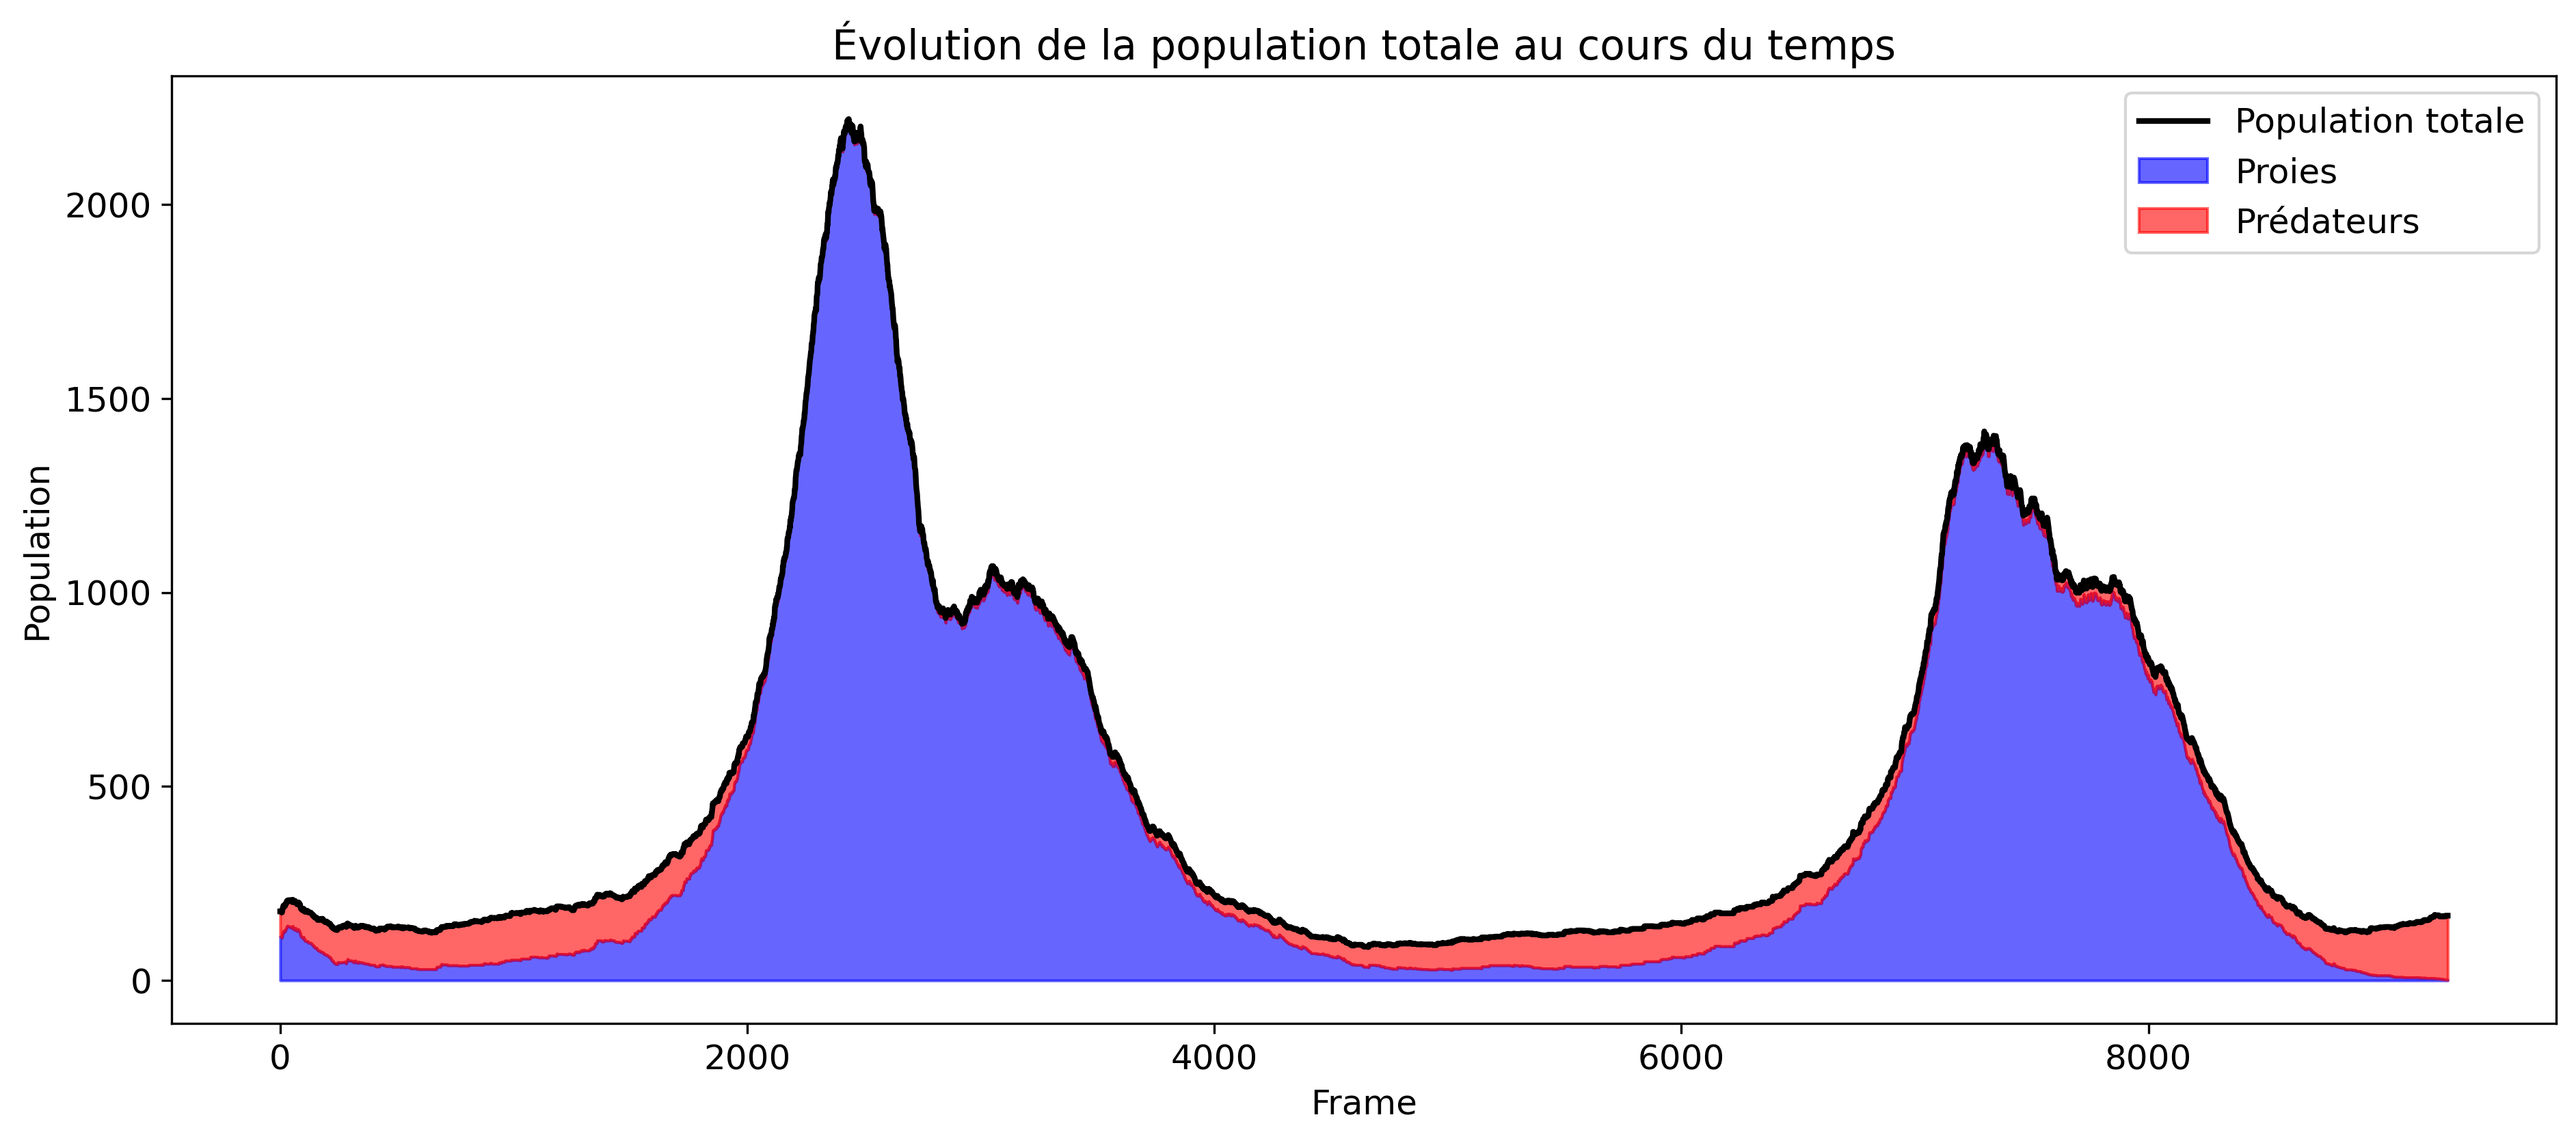 Évolution de la population totale au cours du temps
Population totale
Proies
Prédateurs
Population
2000
1500
1000
500
0
0 2000 4000 6000 8000
Frame